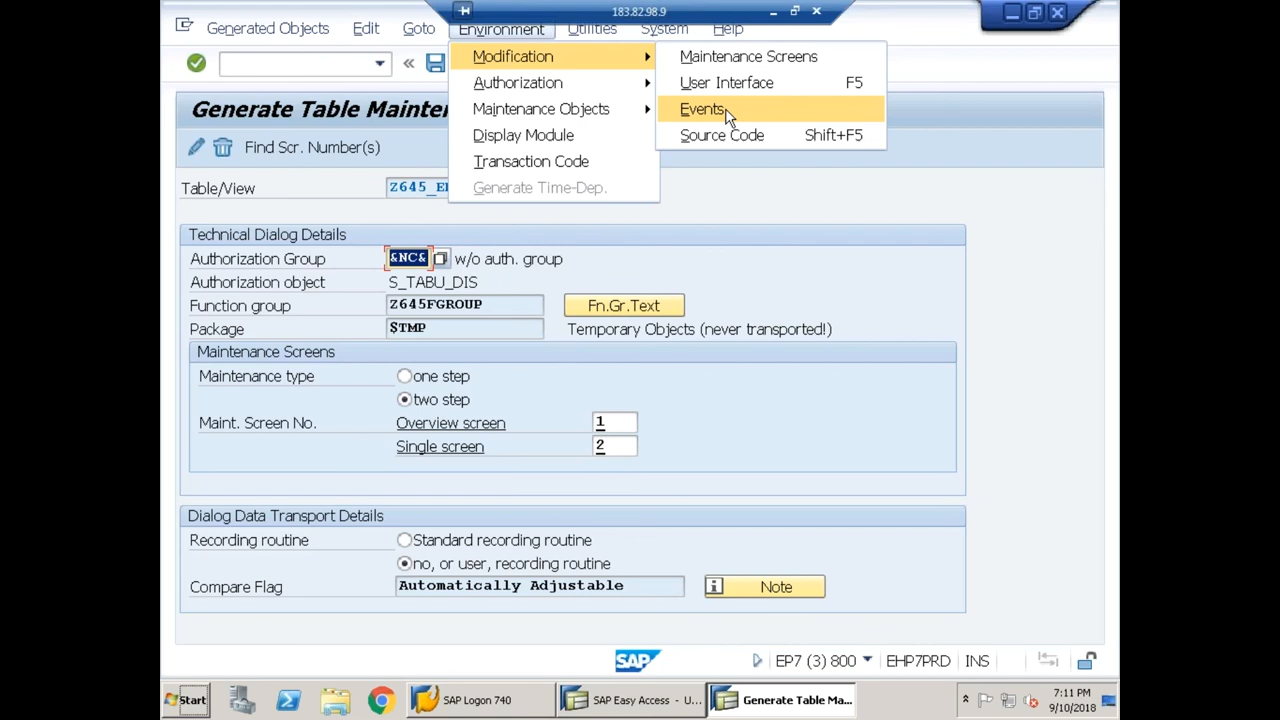 183.82.98.9
Generated Objects Edit Goto Environment Utilities System Help
Modification
Authorization
Maintenance Objects
Display Module
Transaction Code
Generate Time-Dep.
Maintenance Screens
User Interface F5
Events
Source Code Shift+F5
Generate Table Mainten
Find Scr. Number(s)
Table/View Z645_E
Technical Dialog Details
Authorization Group &NC& w/o auth. group
Authorization object S_TABU_DIS
Function group Z645FGROUP Fn.Gr.Text
Package $TMP Temporary Objects (never transported!)
Maintenance Screens
Maintenance type one step
two step
Maint. Screen No. Overview screen 1
Single screen 2
Dialog Data Transport Details
Recording routine Standard recording routine
no, or user, recording routine
Compare Flag Automatically Adjustable Note
SAP EP7 (3) 800 EHP7PRD INS
Start SAP Logon 740 SAP Easy Access - U... Generate Table Ma... 7:11 PM
9/10/2018